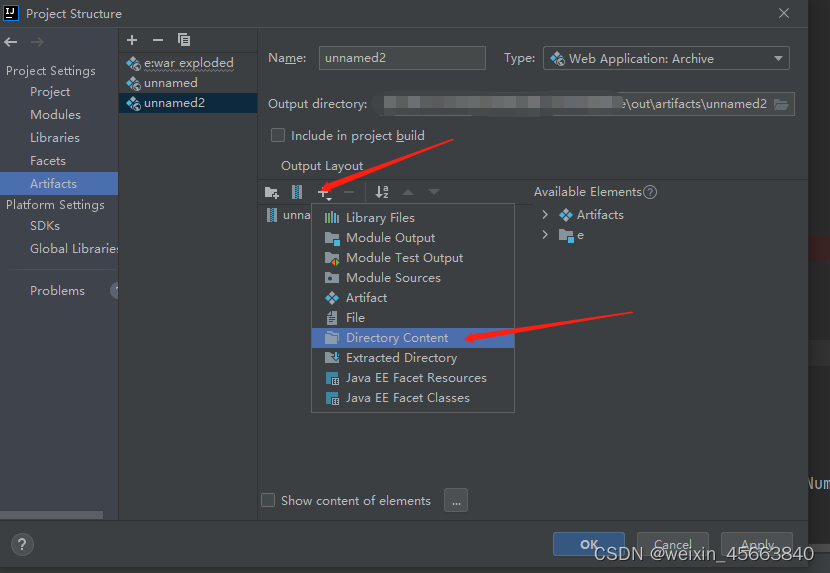 Project Structure
Project Settings
Project
Modules
Libraries
Facets
Artifacts
Platform Settings
SDKs
Global Libraries
Problems
e:war exploded
unnamed
unnamed2
Name: unnamed2 Type: Web Application: Archive
Output directory: e\out\artifacts\unnamed2
Include in project build
Output Layout
unna
Library Files
Module Output
Module Test Output
Module Sources
Artifact
File
Directory Content
Extracted Directory
Java EE Facet Resources
Java EE Facet Classes
Available Elements
Artifacts
e
Show content of elements ...
OK Cancel Apply
Num
CSDN @weixin_45663840